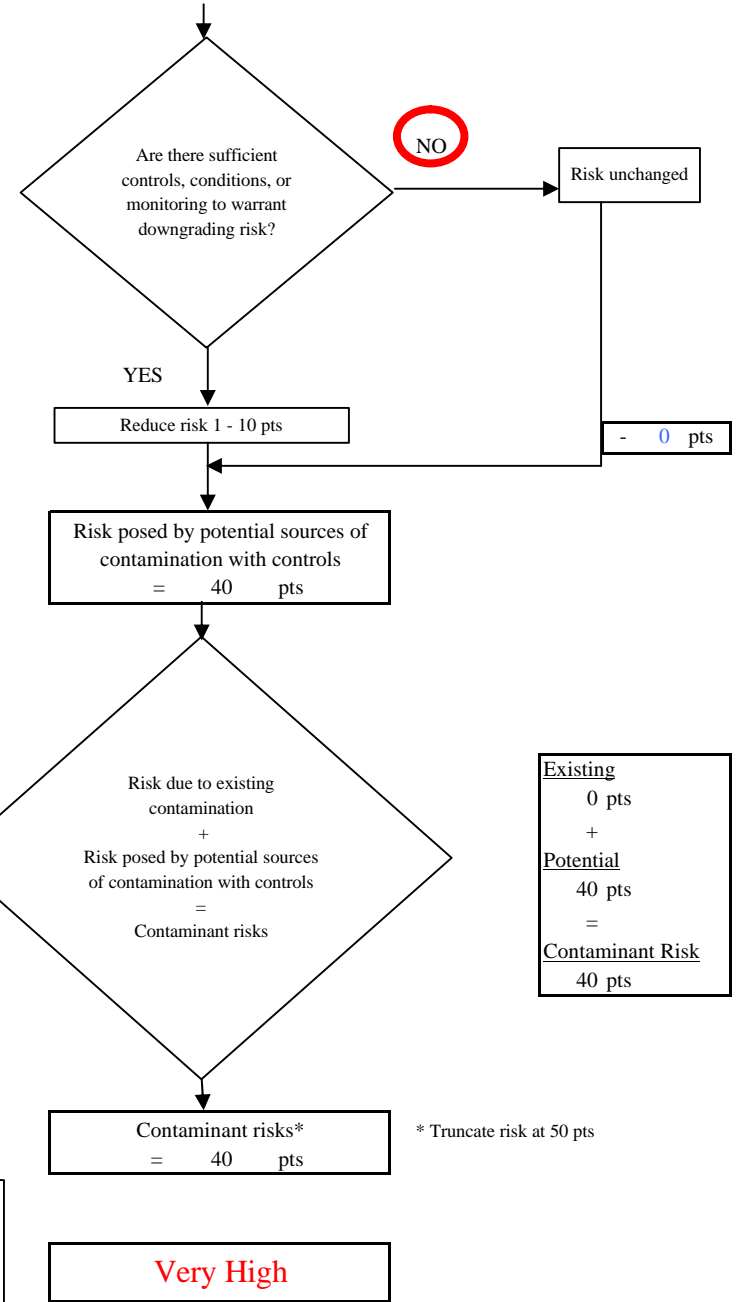 Are there sufficient
controls, conditions, or
monitoring to warrant
downgrading risk?
NO
Risk unchanged
YES
Reduce risk 1 - 10 pts
- 0 pts
Risk posed by potential sources of
contamination with controls
= 40 pts
Risk due to existing
contamination
+
Risk posed by potential sources
of contamination with controls
=
Contaminant risks
Existing
0 pts
+
Potential
40 pts
=
Contaminant Risk
40 pts
Contaminant risks*
= 40 pts
* Truncate risk at 50 pts
Very High